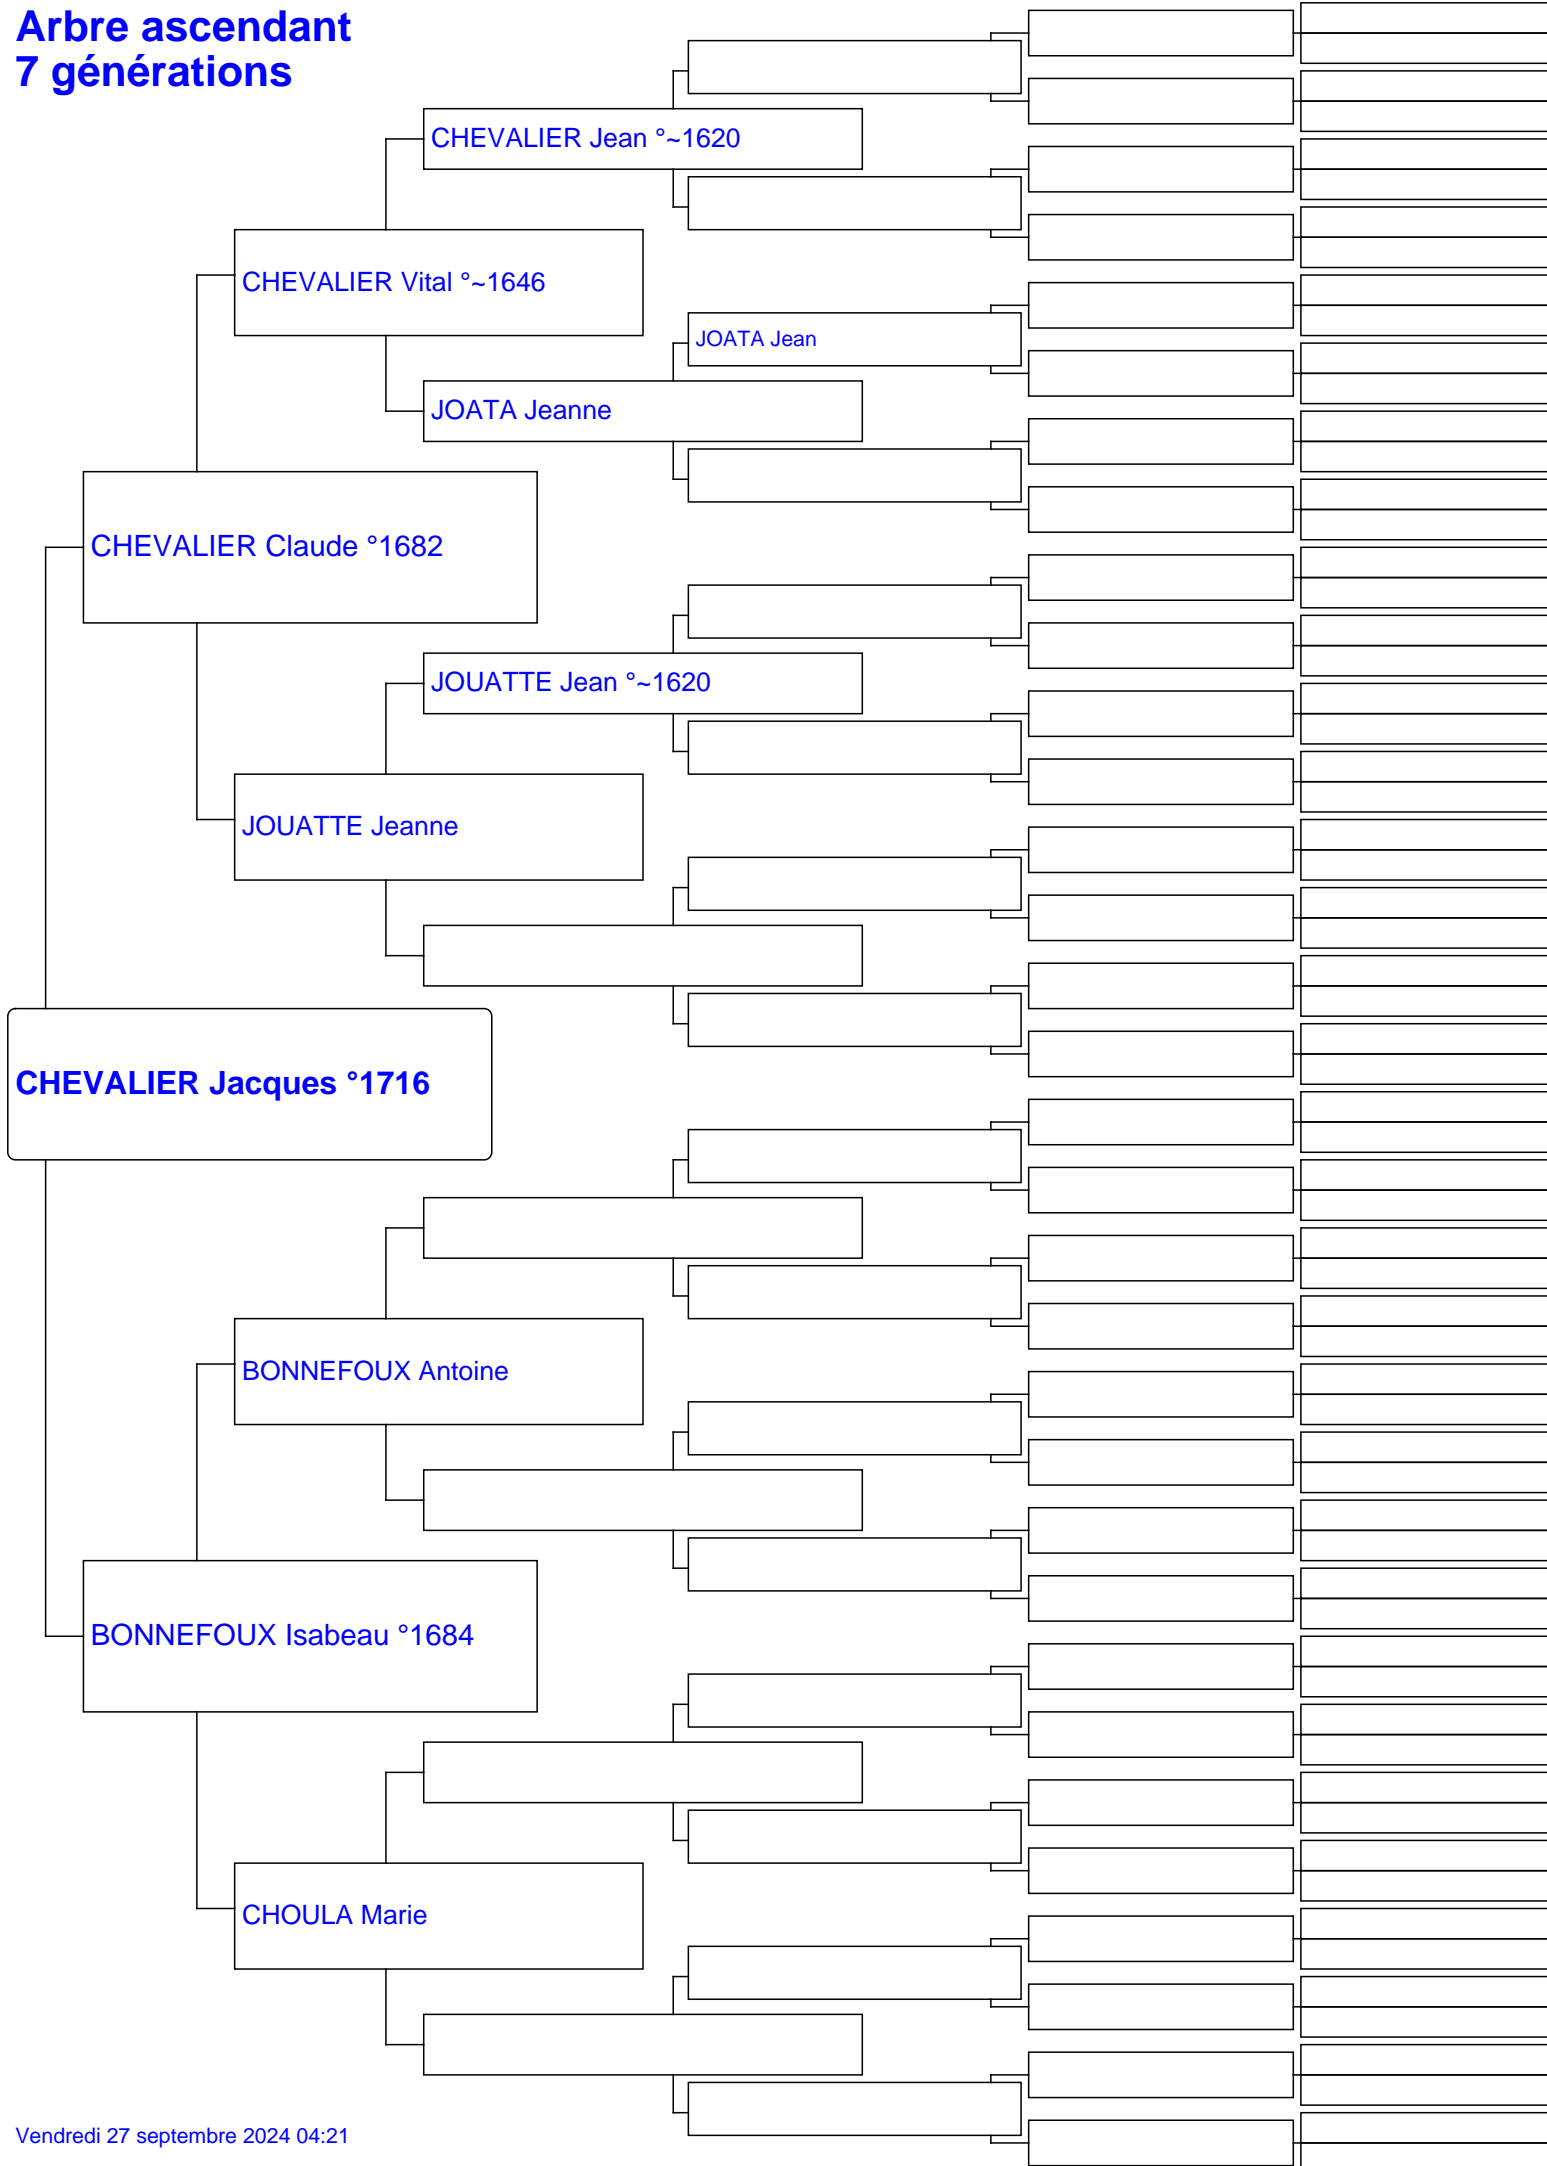 Arbre ascendant
7 générations
CHEVALIER Jean °~1620
CHEVALIER Vital °~1646
JOATA Jean
JOATA Jeanne
CHEVALIER Claude °1682
JOUATTE Jean °~1620
JOUATTE Jeanne
CHEVALIER Jacques °1716
BONNEFOUX Antoine
BONNEFOUX Isabeau °1684
CHOULA Marie
Vendredi 27 septembre 2024 04:21